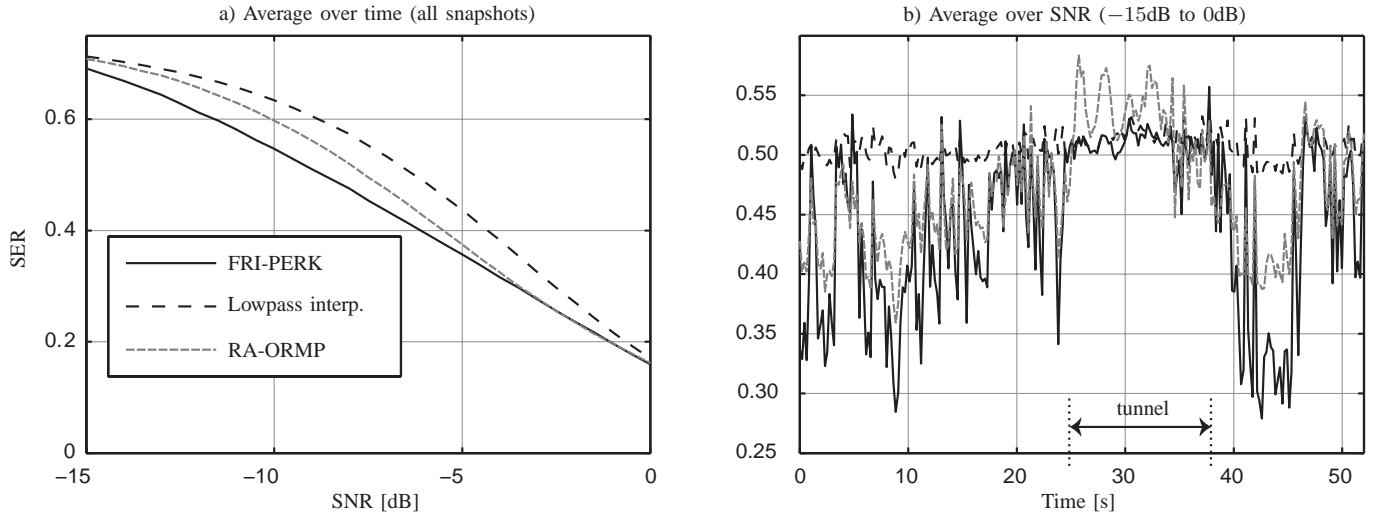 a) Average over time (all snapshots)
0.6
0.4
0.2
0
SER
FRI-PERK
Lowpass interp.
RA-ORMP
−15
−10
−5
0
SNR [dB]
b) Average over SNR (−15dB to 0dB)
0.55
0.50
0.45
0.40
0.35
0.30
0.25
tunnel
0
10
20
30
40
50
Time [s]